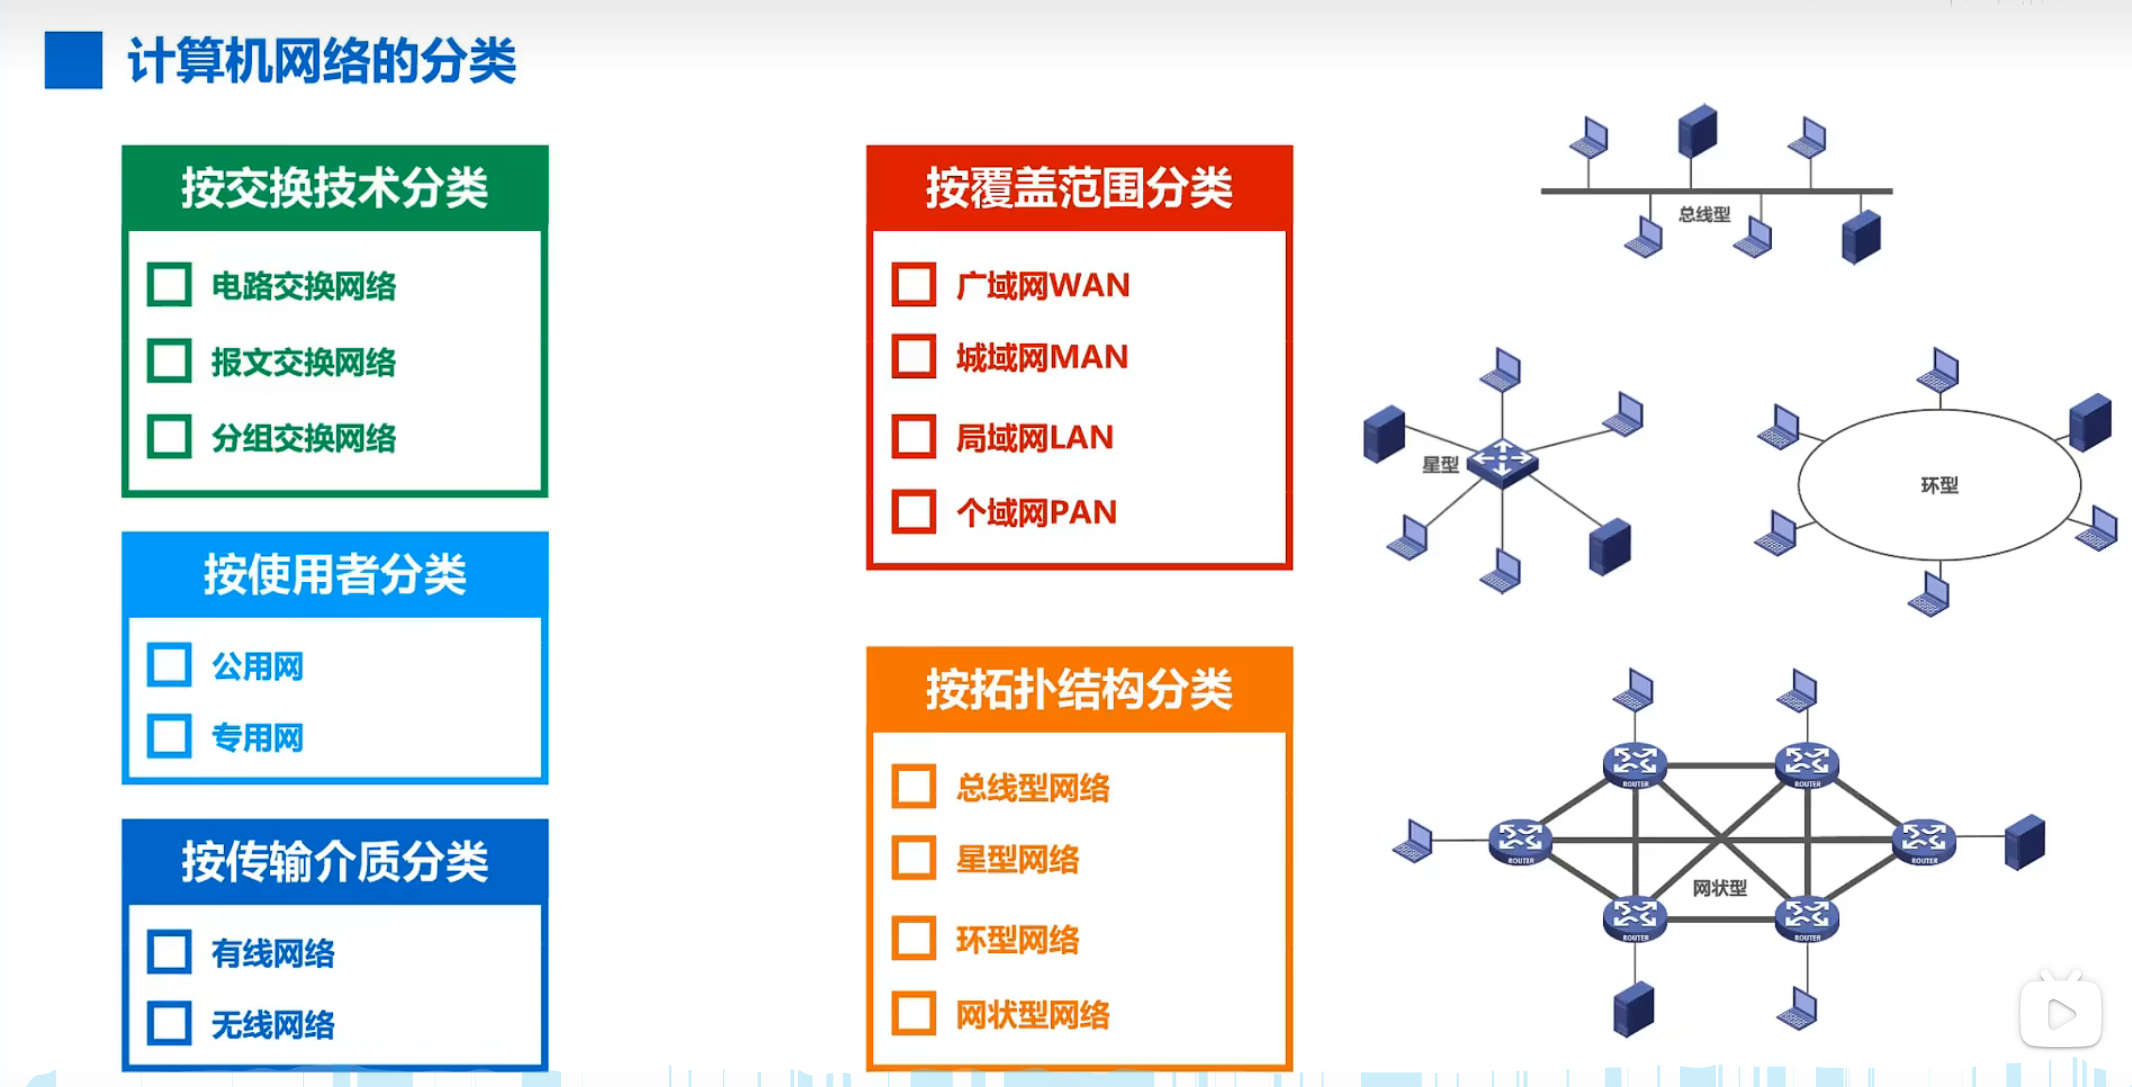 计算机网络的分类
按交换技术分类
电路交换网络
报文交换网络
分组交换网络
按使用者分类
公用网
专用网
按传输介质分类
有线网络
无线网络
按覆盖范围分类
广域网WAN
城域网MAN
局域网LAN
个域网PAN
按拓扑结构分类
总线型网络
星型网络
环型网络
网状型网络
总线型
星型
环型
ROUTER
ROUTER
ROUTER
ROUTER
网状型
ROUTER
ROUTER